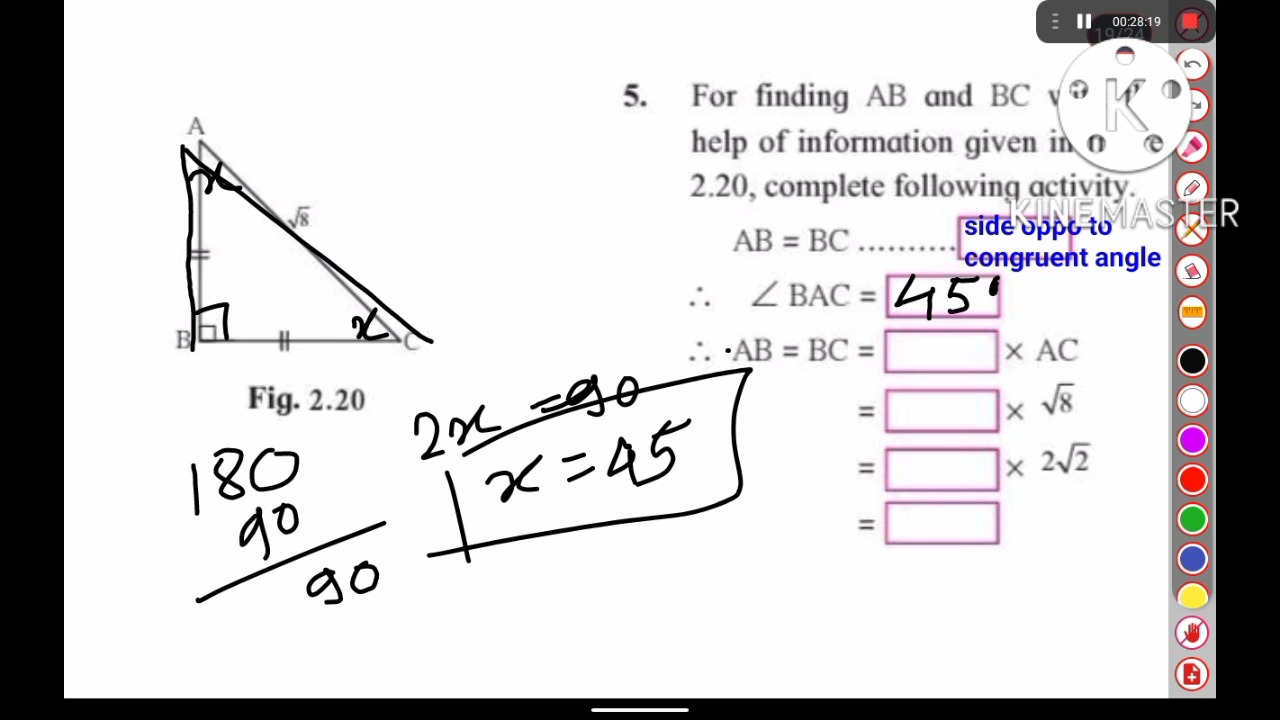 00:28:19
19/24
5. For finding AB and BC
help of information given in
2.20, complete following activity.
KINEMASTER
AB = BC .......... side oppo to
congruent angle
∴ ∠ BAC = 45°
∴ AB = BC = × AC
= × √8
= × 2√2
=
A
x
√8
B
x
C
Fig. 2.20
2x = 90
x = 45
180
90
90
K